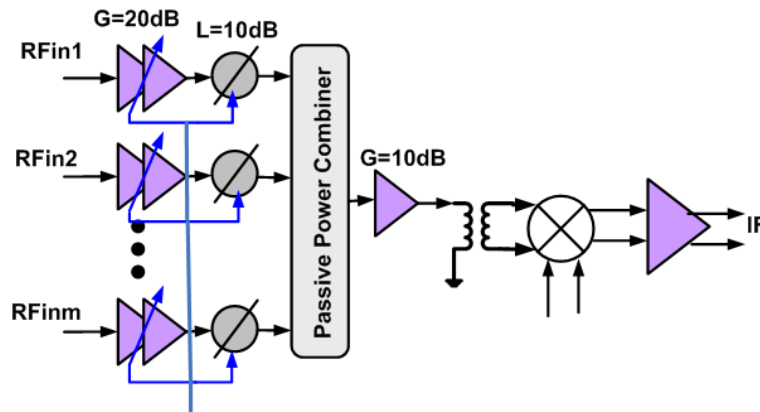 G=20dB
L=10dB
RFin1
RFin2
G=10dB
Passive Power Combiner
IF
RFinm